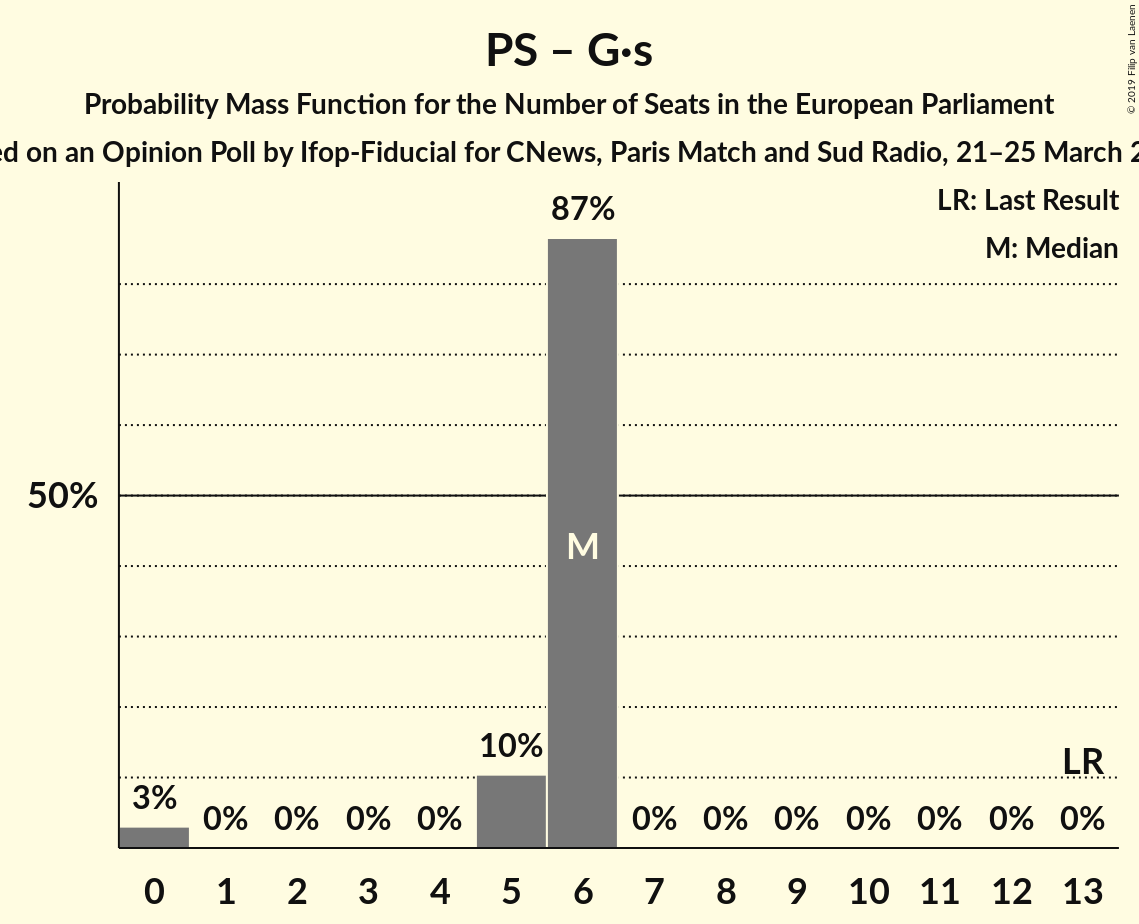 PS – G·s
Probability Mass Function for the Number of Seats in the European Parliament
on an Opinion Poll by Ifop-Fiducial for CNews, Paris Match and Sud Radio, 21–25 March
© 2019 Filip van Laenen
LR: Last Result
M: Median
87%
50%
M
10%
LR
3%
0% 0% 0% 0% 0% 0% 0% 0% 0% 0% 0%
0 1 2 3 4 5 6 7 8 9 10 11 12 13